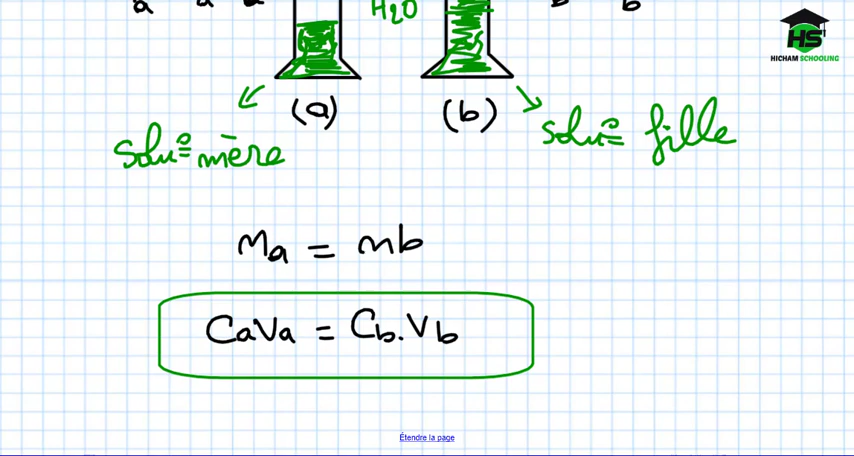 H2O
HS
HICHAM SCHOOLING
(a)
(b)
solu° mère
solu° fille
Ma = mb
CaVa = Cb.Vb
Étendre la page